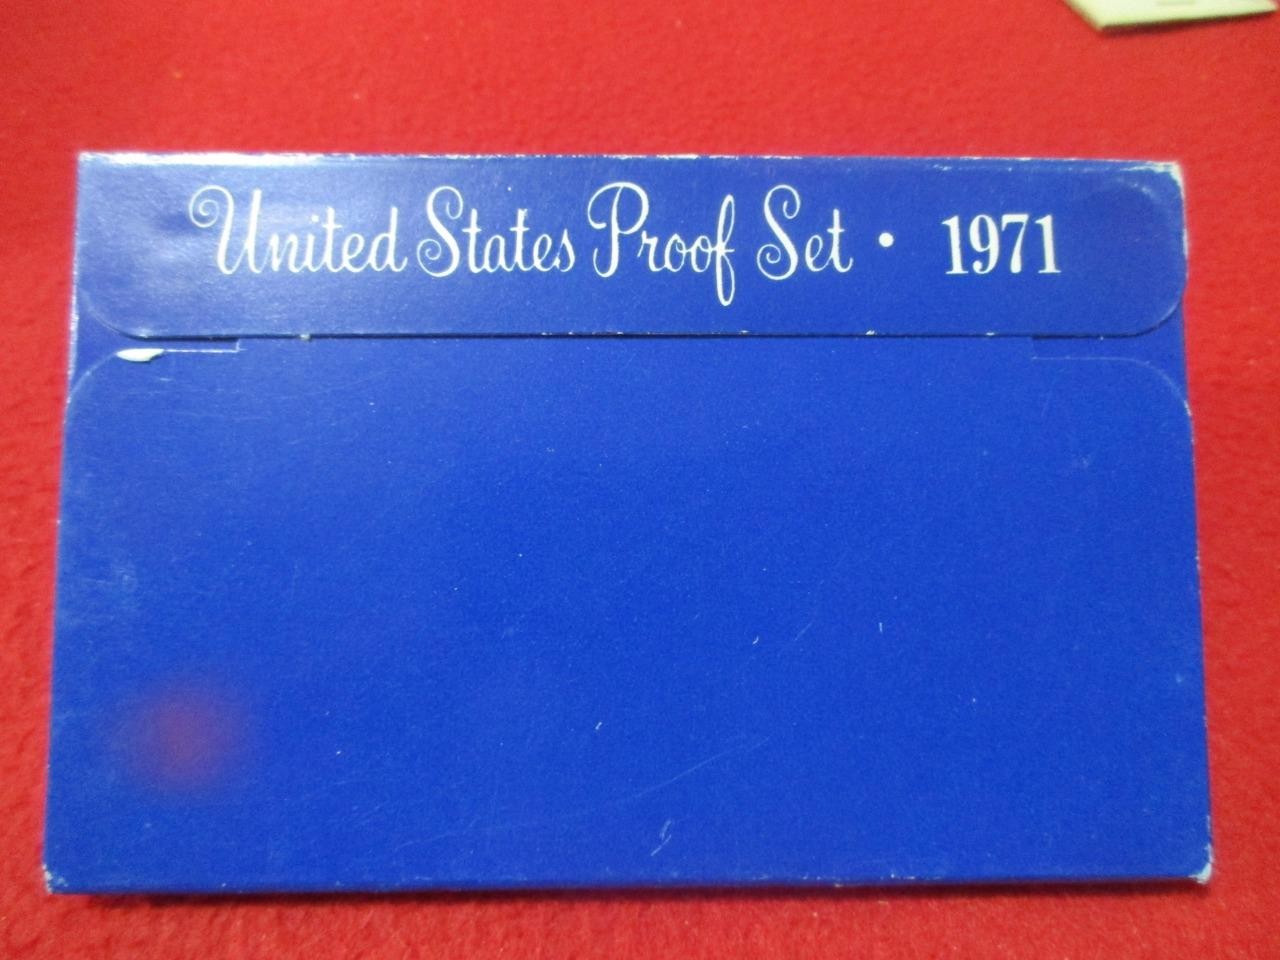 United States Proof Set • 1971